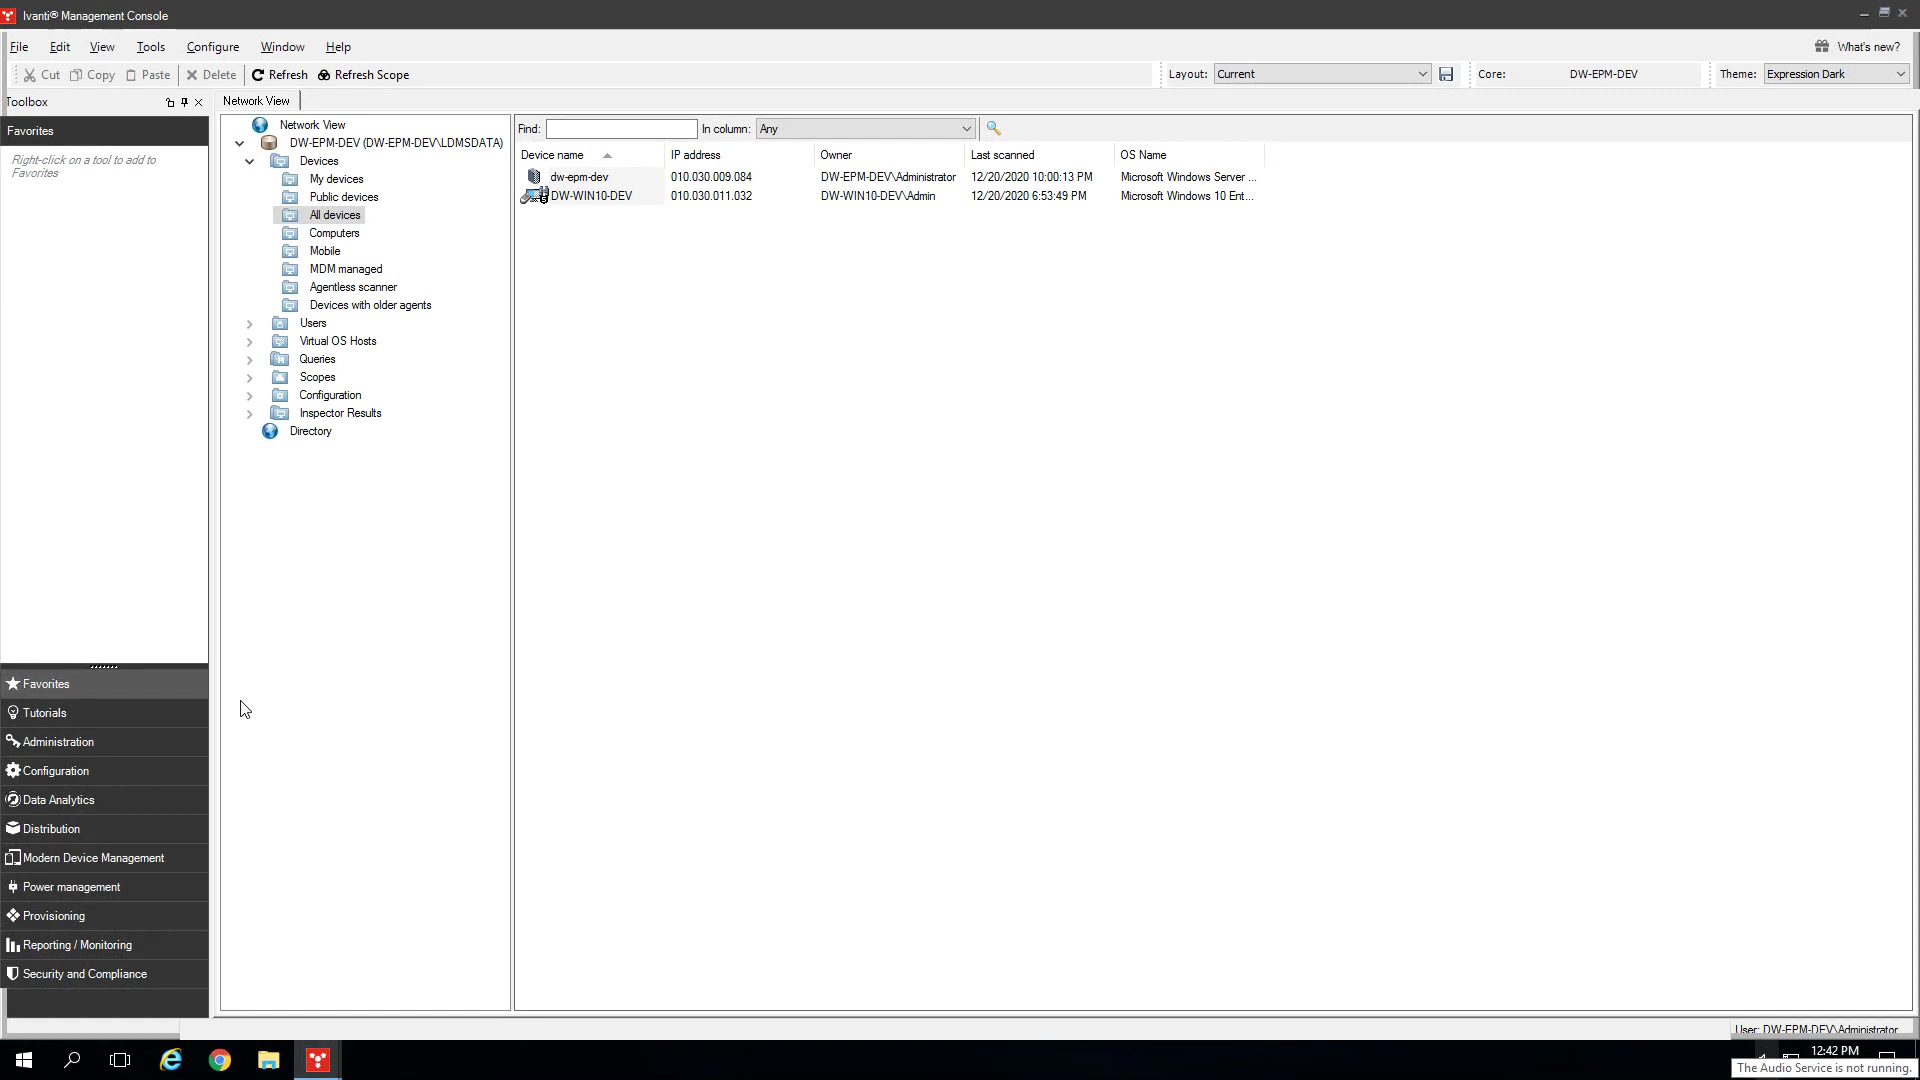 Ivanti® Management Console
File Edit View Tools Configure Window Help What's new?
Cut Copy Paste Delete Refresh Refresh Scope Layout: Current Core: DW-EPM-DEV Theme: Expression Dark
Toolbox
Network View
Favorites
Right-click on a tool to add to
Favorites
Network View
DW-EPM-DEV (DW-EPM-DEV\LDMSDATA)
Devices
My devices
Public devices
All devices
Computers
Mobile
MDM managed
Agentless scanner
Devices with older agents
Users
Virtual OS Hosts
Queries
Scopes
Configuration
Inspector Results
Directory
Find: In column: Any
Device name IP address Owner Last scanned OS Name
dw-epm-dev 010.030.009.084 DW-EPM-DEV\Administrator 12/20/2020 10:00:13 PM Microsoft Windows Server ...
DW-WIN10-DEV 010.030.011.032 DW-WIN10-DEV\Admin 12/20/2020 6:53:49 PM Microsoft Windows 10 Ent...
Favorites
Tutorials
Administration
Configuration
Data Analytics
Distribution
Modern Device Management
Power management
Provisioning
Reporting / Monitoring
Security and Compliance
User: DW-EPM-DEV\Administrator
12:42 PM
The Audio Service is not running.